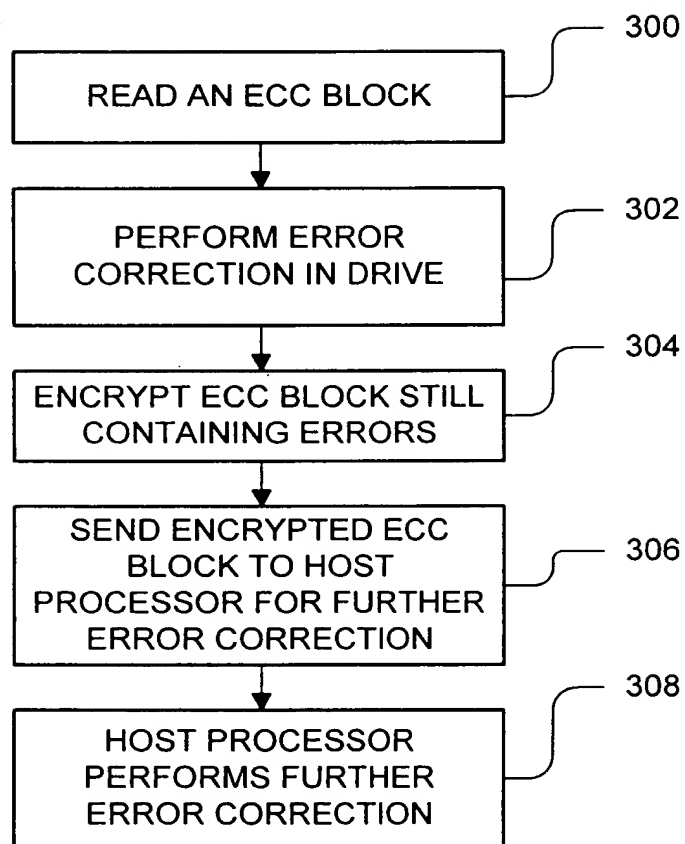 300
READ AN ECC BLOCK
302
PERFORM ERROR
CORRECTION IN DRIVE
304
ENCRYPT ECC BLOCK STILL
CONTAINING ERRORS
SEND ENCRYPTED ECC
BLOCK TO HOST
306
PROCESSOR FOR FURTHER
ERROR CORRECTION
308
HOST PROCESSOR
PERFORMS FURTHER
ERROR CORRECTION